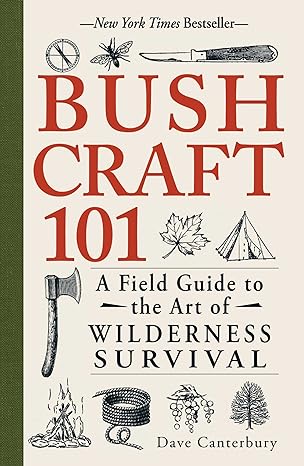 —New York Times Bestseller—
BUSH
CRAFT
101
A Field Guide to
the Art of
WILDERNESS
SURVIVAL
Dave Canterbury